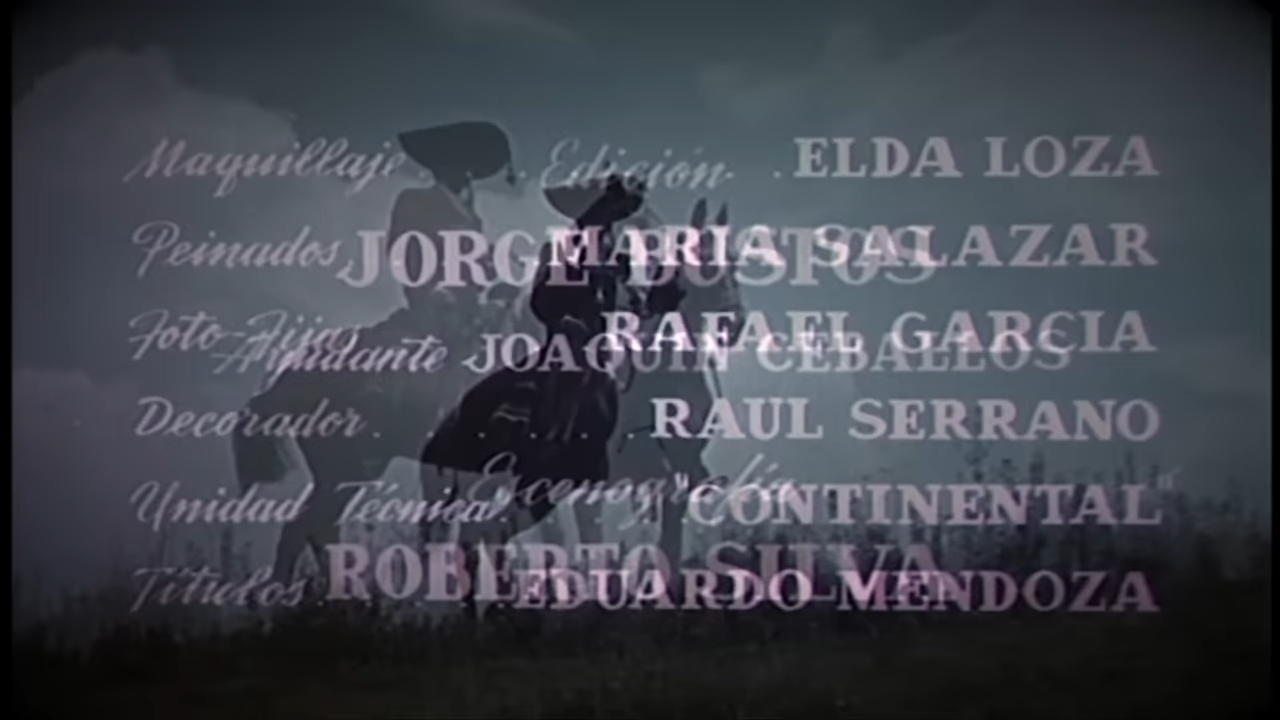 Maquillaje . . . . ELDA LOZA
Edición
Peinados MARIA SALAZAR
JORGE BUSTOS
Foto-Fijas RAFAEL GARCIA
Ayudante JOAQUIN CEBALLOS
Decorador . . . . . . . RAUL SERRANO
Escenografía
Unidad Técnica . . . . "CONTINENTAL"
ROBERTO SILVA
Títulos EDUARDO MENDOZA